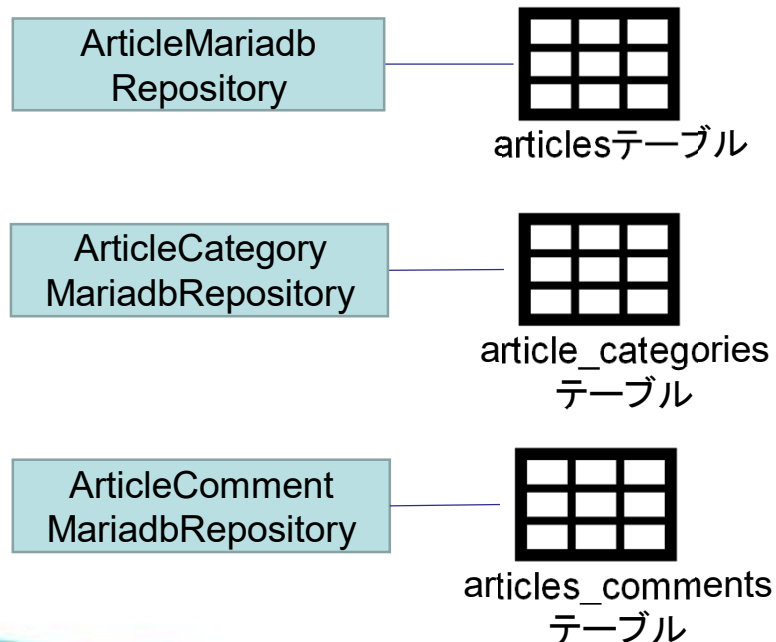 ArticleMariadb
Repository
articlesテーブル
ArticleCategory
MariadbRepository
article_categories
テーブル
ArticleComment
MariadbRepository
articles_comments
テーブル